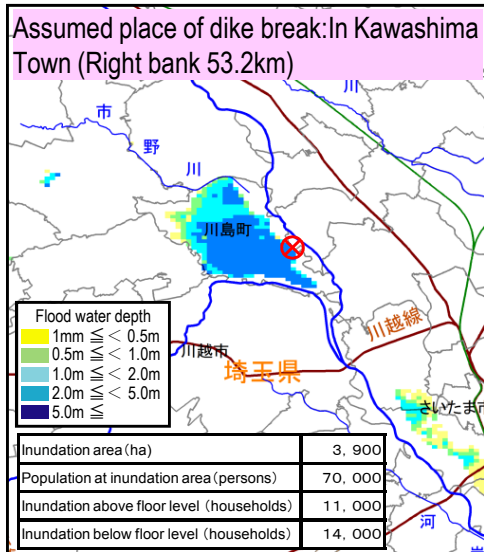 Assumed place of dike break:In Kawashima
Town (Right bank 53.2km)
川
市
野
川
川島町
Flood water depth
1mm ≦ < 0.5m
0.5m ≦ < 1.0m
1.0m ≦ < 2.0m
2.0m ≦ < 5.0m
5.0m ≦
川越市
川越線
埼玉県
さいたま市
Inundation area(ha) 3,900
Population at inundation area(persons) 70,000
Inundation above floor level (households) 11,000
Inundation below floor level (households) 14,000
河